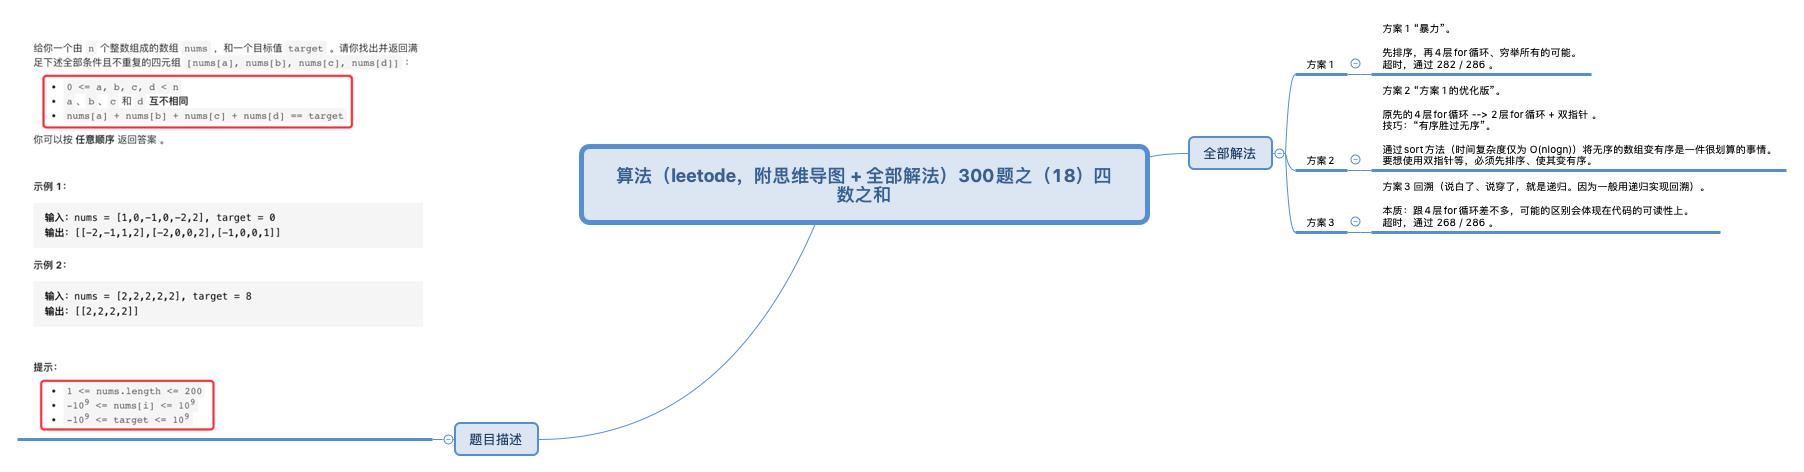 给你一个由 n 个整数组成的数组 nums ，和一个目标值 target 。请你找出并返回满
足下述全部条件且不重复的四元组 [nums[a], nums[b], nums[c], nums[d]] ：
• 0 <= a, b, c, d < n
• a 、b 、c 和 d 互不相同
• nums[a] + nums[b] + nums[c] + nums[d] == target
你可以按 任意顺序 返回答案 。
示例 1：
输入：nums = [1,0,-1,0,-2,2], target = 0
输出：[[-2,-1,1,2],[-2,0,0,2],[-1,0,0,1]]
示例 2：
输入：nums = [2,2,2,2,2], target = 8
输出：[[2,2,2,2]]
提示：
• 1 <= nums.length <= 200
• -10⁹ <= nums[i] <= 10⁹
• -10⁹ <= target <= 10⁹
题目描述
算法（leetode，附思维导图 + 全部解法）300题之（18）四
数之和
全部解法
方案 1
方案 1 “暴力”。
先排序，再 4 层 for 循环、穷举所有的可能。
超时，通过 282 / 286 。
方案 2
方案 2 “方案 1 的优化版”。
原先的 4 层 for 循环 --> 2 层 for 循环 + 双指针 。
技巧：“有序胜过无序”。
通过 sort 方法（时间复杂度仅为 O(nlogn)）将无序的数组变有序是一件很划算的事情。
要想使用双指针等，必须先排序、使其变有序。
方案 3
方案 3 回溯（说白了、说穿了，就是递归。因为一般用递归实现回溯）。
本质：跟 4 层 for 循环差不多，可能的区别会体现在代码的可读性上。
超时，通过 268 / 286 。